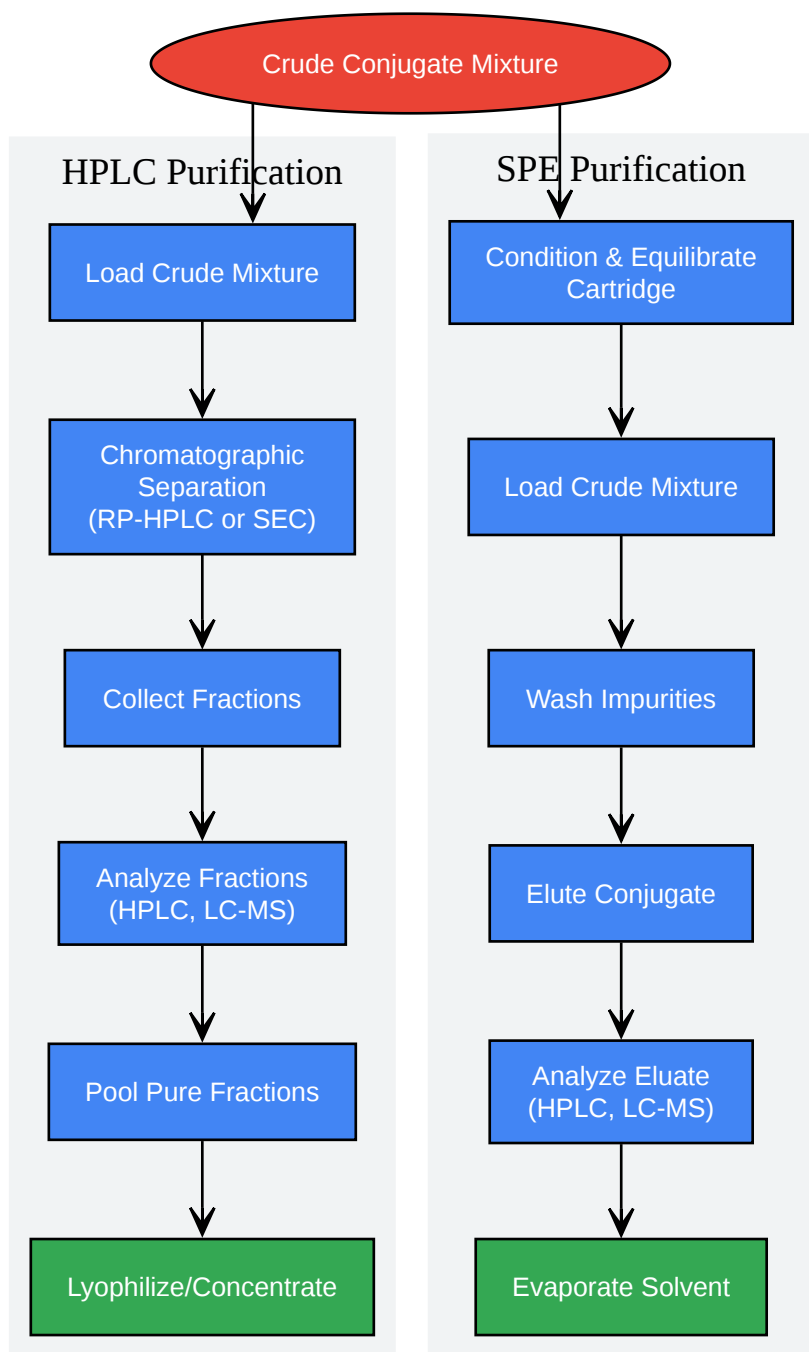 Crude Conjugate Mixture
HPLC Purification
Load Crude Mixture
Chromatographic
Separation
(RP-HPLC or SEC)
Collect Fractions
Analyze Fractions
(HPLC, LC-MS)
Pool Pure Fractions
Lyophilize/Concentrate
SPE Purification
Condition & Equilibrate
Cartridge
Load Crude Mixture
Wash Impurities
Elute Conjugate
Analyze Eluate
(HPLC, LC-MS)
Evaporate Solvent